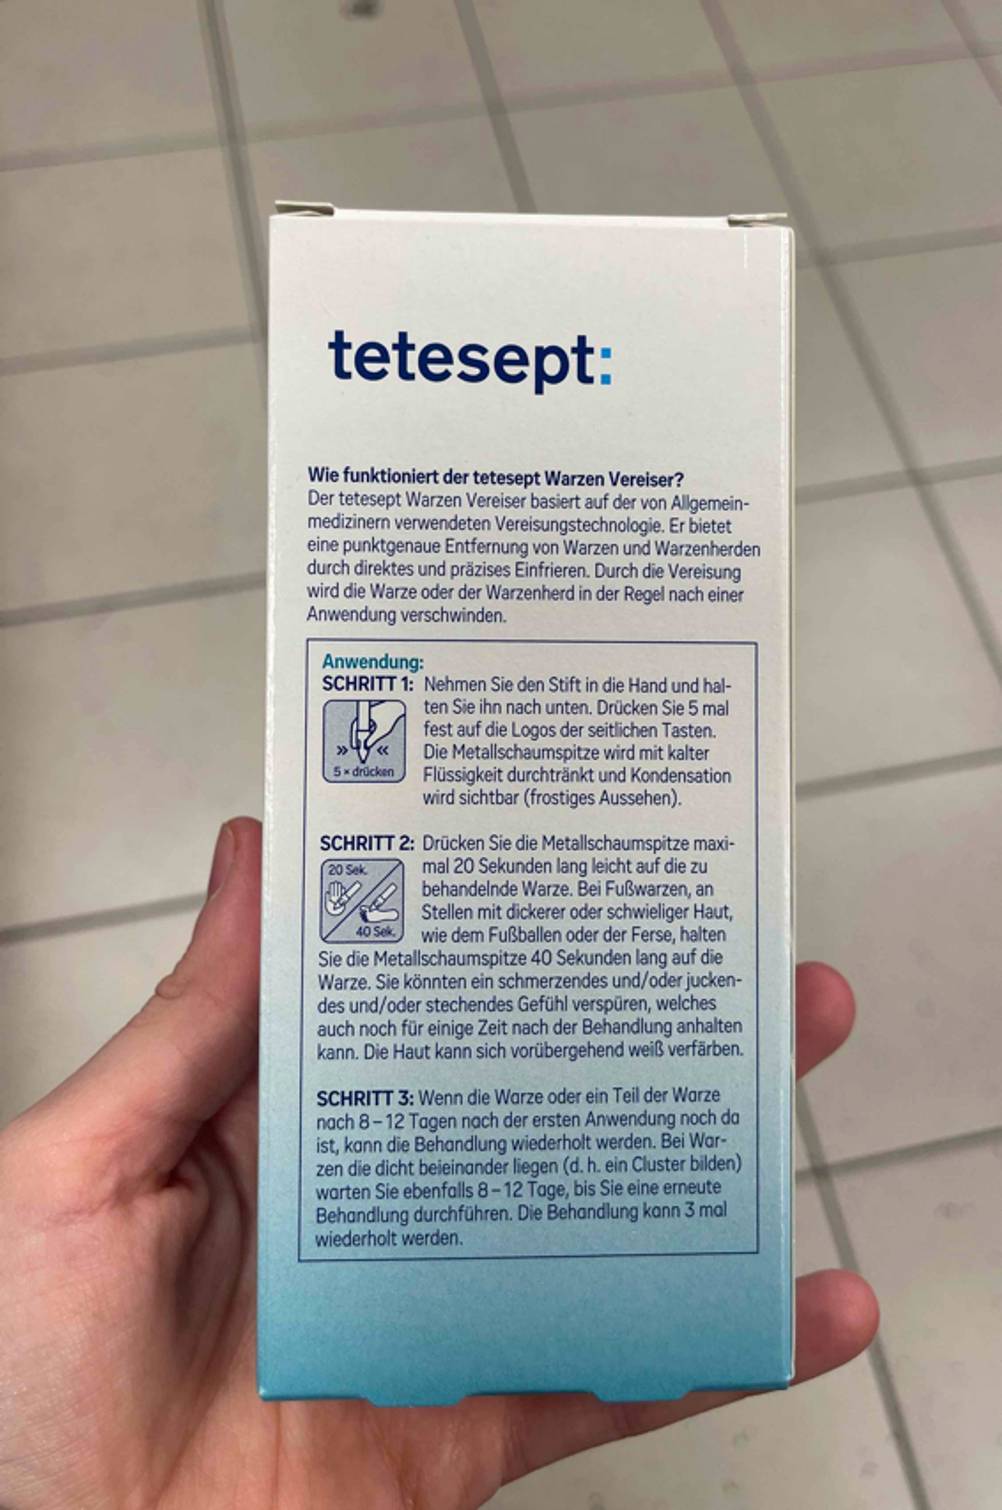 tetesept:
Wie funktioniert der tetesept Warzen Vereiser?
Der tetesept Warzen Vereiser basiert auf der von Allgemein-
medizinern verwendeten Vereisungstechnologie. Er bietet
eine punktgenaue Entfernung von Warzen und Warzenherden
durch direktes und präzises Einfrieren. Durch die Vereisung
wird die Warze oder der Warzenherd in der Regel nach einer
Anwendung verschwinden.
Anwendung:
SCHRITT 1: Nehmen Sie den Stift in die Hand und hal-
ten Sie ihn nach unten. Drücken Sie 5 mal
fest auf die Logos der seitlichen Tasten.
Die Metallschaumspitze wird mit kalter
Flüssigkeit durchtränkt und Kondensation
wird sichtbar (frostiges Aussehen).
» «
5 × drücken
SCHRITT 2: Drücken Sie die Metallschaumspitze maxi-
mal 20 Sekunden lang leicht auf die zu
behandelnde Warze. Bei Fußwarzen, an
Stellen mit dickerer oder schwieliger Haut,
wie dem Fußballen oder der Ferse, halten
20 Sek.
40 Sek.
Sie die Metallschaumspitze 40 Sekunden lang auf die
Warze. Sie könnten ein schmerzendes und/oder jucken-
des und/oder stechendes Gefühl verspüren, welches
auch noch für einige Zeit nach der Behandlung anhalten
kann. Die Haut kann sich vorübergehend weiß verfärben.
SCHRITT 3: Wenn die Warze oder ein Teil der Warze
nach 8 – 12 Tagen nach der ersten Anwendung noch da
ist, kann die Behandlung wiederholt werden. Bei War-
zen die dicht beieinander liegen (d. h. ein Cluster bilden)
warten Sie ebenfalls 8 – 12 Tage, bis Sie eine erneute
Behandlung durchführen. Die Behandlung kann 3 mal
wiederholt werden.